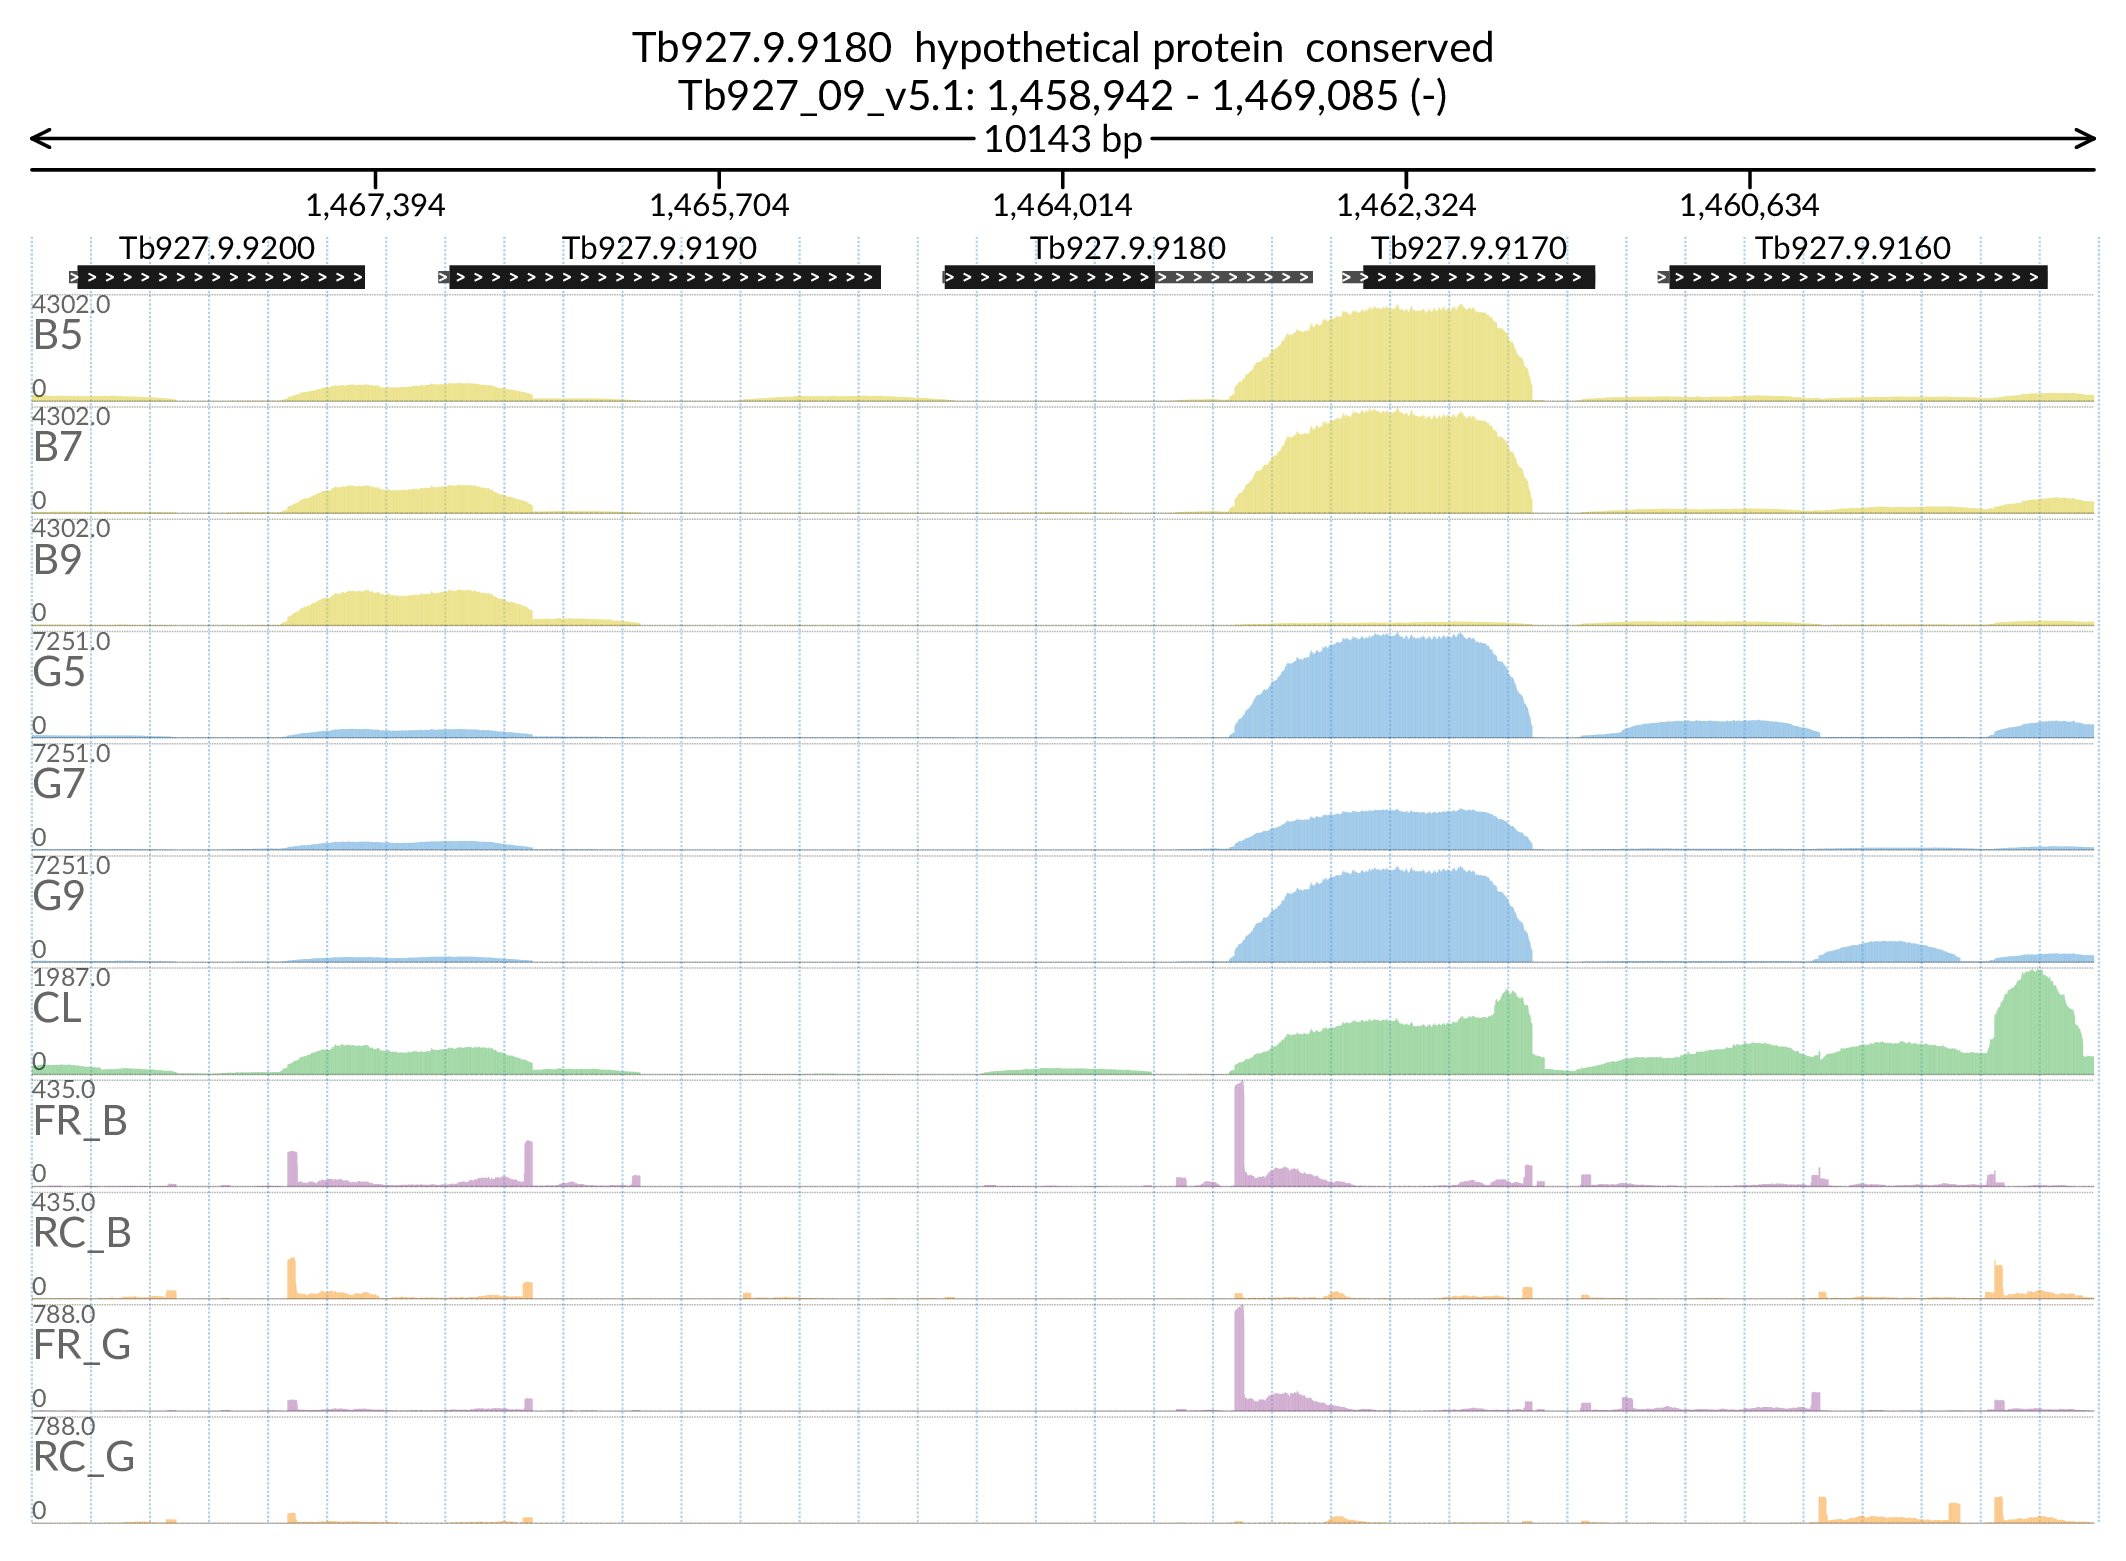 Tb927.9.9180  hypothetical protein  conserved
Tb927_09_v5.1: 1,458,942 - 1,469,085 (-)
10143 bp
1,467,394 1,465,704 1,464,014 1,462,324 1,460,634
Tb927.9.9200 Tb927.9.9190 Tb927.9.9180 Tb927.9.9170 Tb927.9.9160
4302.0
B5
0
4302.0
B7
0
4302.0
B9
0
7251.0
G5
0
7251.0
G7
0
7251.0
G9
0
1987.0
CL
0
435.0
FR_B
0
435.0
RC_B
0
788.0
FR_G
0
788.0
RC_G
0